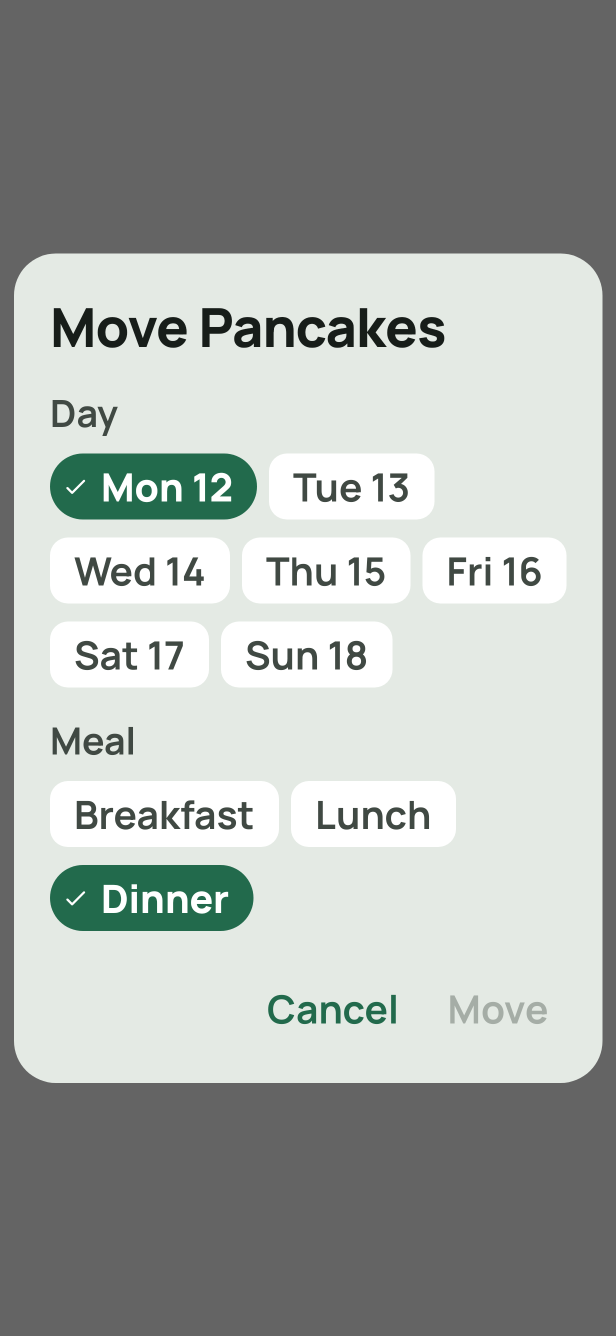 Move Pancakes
Day
Mon 12 Tue 13
Wed 14 Thu 15 Fri 16
Sat 17 Sun 18
Meal
Breakfast Lunch
Dinner
Cancel Move